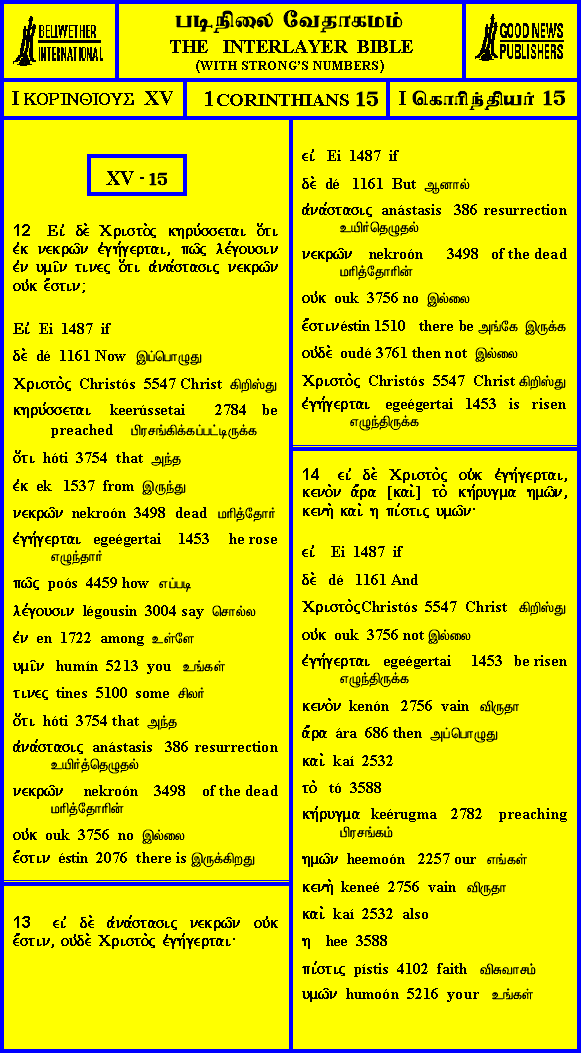 BELLWETHER
INTERNATIONAL
படிநிலை வேதாகமம்
THE INTERLAYER BIBLE
(WITH STRONG'S NUMBERS)
GOOD NEWS
PUBLISHERS
I ΚΟΡΙΝΘΙΟΥΣ XV
1 CORINTHIANS 15
I கொரிந்தியர் 15
XV - 15
12 Εἰ δὲ Χριστὸς κηρύσσεται ὅτι
ἐκ νεκρῶν ἐγήγερται, πῶς λέγουσιν
ἐν υμῖν τινες ὅτι ἀνάστασις νεκρῶν
οὐκ ἔστιν;
Εἰ Ei 1487 if
δὲ dé 1161 Now இப்பொழுது
Χριστὸς Christós 5547 Christ கிறிஸ்து
κηρύσσεται keerússetai 2784 be
preached பிரசங்கிக்கப்பட்டிருக்க
ὅτι hóti 3754 that அந்த
ἐκ ek 1537 from இருந்து
νεκρῶν nekroón 3498 dead மரித்தோர்
ἐγήγερται egeégertai 1453 he rose
எழுந்தார்
πῶς poós 4459 how எப்படி
λέγουσιν légousin 3004 say சொல்ல
ἐν en 1722 among உள்ளே
υμῖν humín 5213 you உங்கள்
τινες tines 5100 some சிலர்
ὅτι hóti 3754 that அந்த
ἀνάστασις anástasis 386 resurrection
உயிர்த்தெழுதல்
νεκρῶν nekroón 3498 of the dead
மரித்தோரின்
οὐκ ouk 3756 no இல்லை
ἔστιν éstin 2076 there is இருக்கிறது
13 εἰ δὲ ἀνάστασις νεκρῶν οὐκ
ἔστιν, οὐδὲ Χριστὸς ἐγήγερται·
εἰ Ei 1487 if
δὲ dé 1161 But ஆனால்
ἀνάστασις anástasis 386 resurrection
உயிர்தெழுதல்
νεκρῶν nekroón 3498 of the dead
மரித்தோரின்
οὐκ ouk 3756 no இல்லை
ἔστιν éstin 1510 there be அங்கே இருக்க
οὐδὲ oudé 3761 then not இல்லை
Χριστὸς Christós 5547 Christ கிறிஸ்து
ἐγήγερται egeégertai 1453 is risen
எழுந்திருக்க
14 εἰ δὲ Χριστὸς οὐκ ἐγήγερται,
κενὸν ἄρα [καὶ] τὸ κήρυγμα ημῶν,
κενὴ καὶ η πίστις υμῶν·
εἰ Ei 1487 if
δὲ dé 1161 And
Χριστὸς Christós 5547 Christ கிறிஸ்து
οὐκ ouk 3756 not இல்லை
ἐγήγερται egeégertai 1453 be risen
எழுந்திருக்க
κενὸν kenón 2756 vain விருதா
ἄρα ára 686 then அப்பொழுது
καὶ kaí 2532
τὸ tó 3588
κήρυγμα keérugma 2782 preaching
பிரசங்கம்
ημῶν heemoón 2257 our எங்கள்
κενὴ keneé 2756 vain விருதா
καὶ kaí 2532 also
η hee 3588
πίστις pístis 4102 faith விசுவாசம்
υμῶν humoón 5216 your உங்கள்